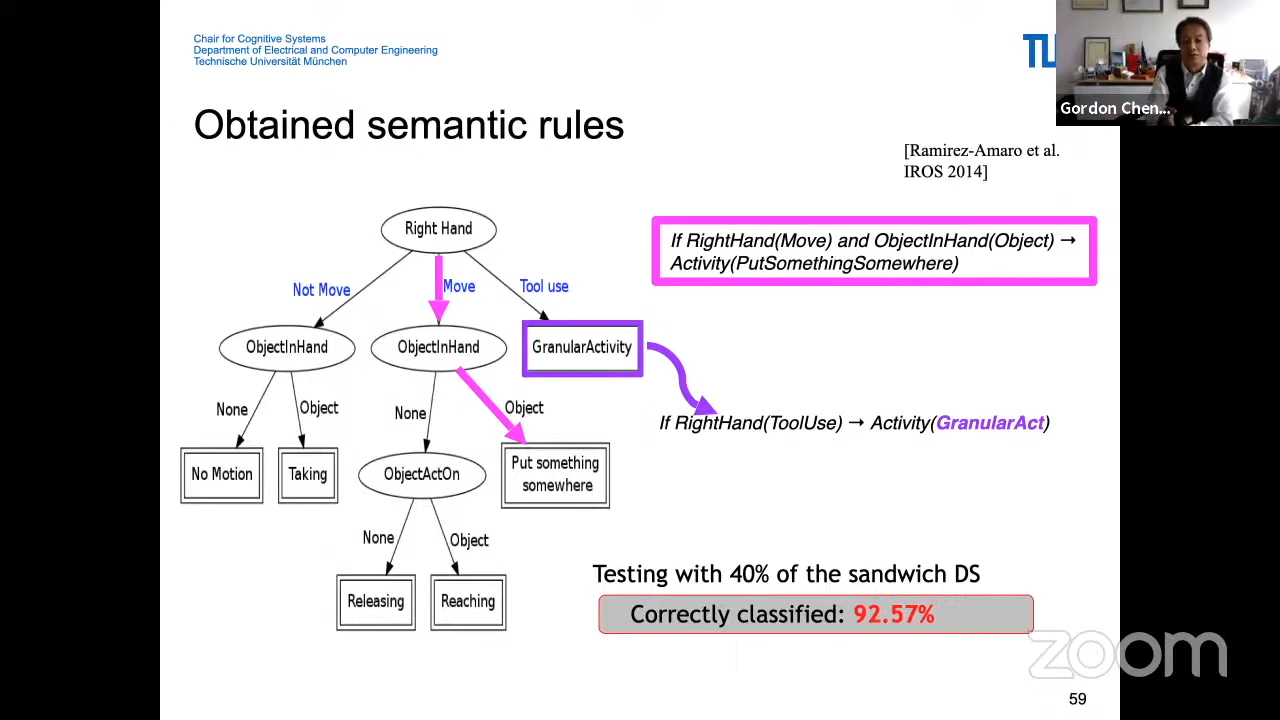 Chair for Cognitive Systems
Department of Electrical and Computer Engineering
Technische Universität München
Gordon Chen...
Obtained semantic rules
[Ramirez-Amaro et al.
IROS 2014]
Right Hand
If RightHand(Move) and ObjectInHand(Object) →
Activity(PutSomethingSomewhere)
Not Move
Move
Tool use
ObjectInHand
ObjectInHand
GranularActivity
None
Object
None
Object
If RightHand(ToolUse) → Activity(GranularAct)
No Motion
Taking
ObjectActOn
Put something
somewhere
None
Object
Releasing
Reaching
Testing with 40% of the sandwich DS
Correctly classified: 92.57%
zoom
59